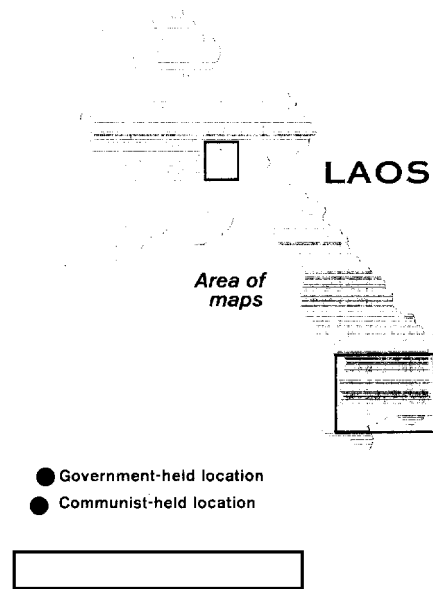 LAOS
Area of
maps
Government-held location
Communist-held location